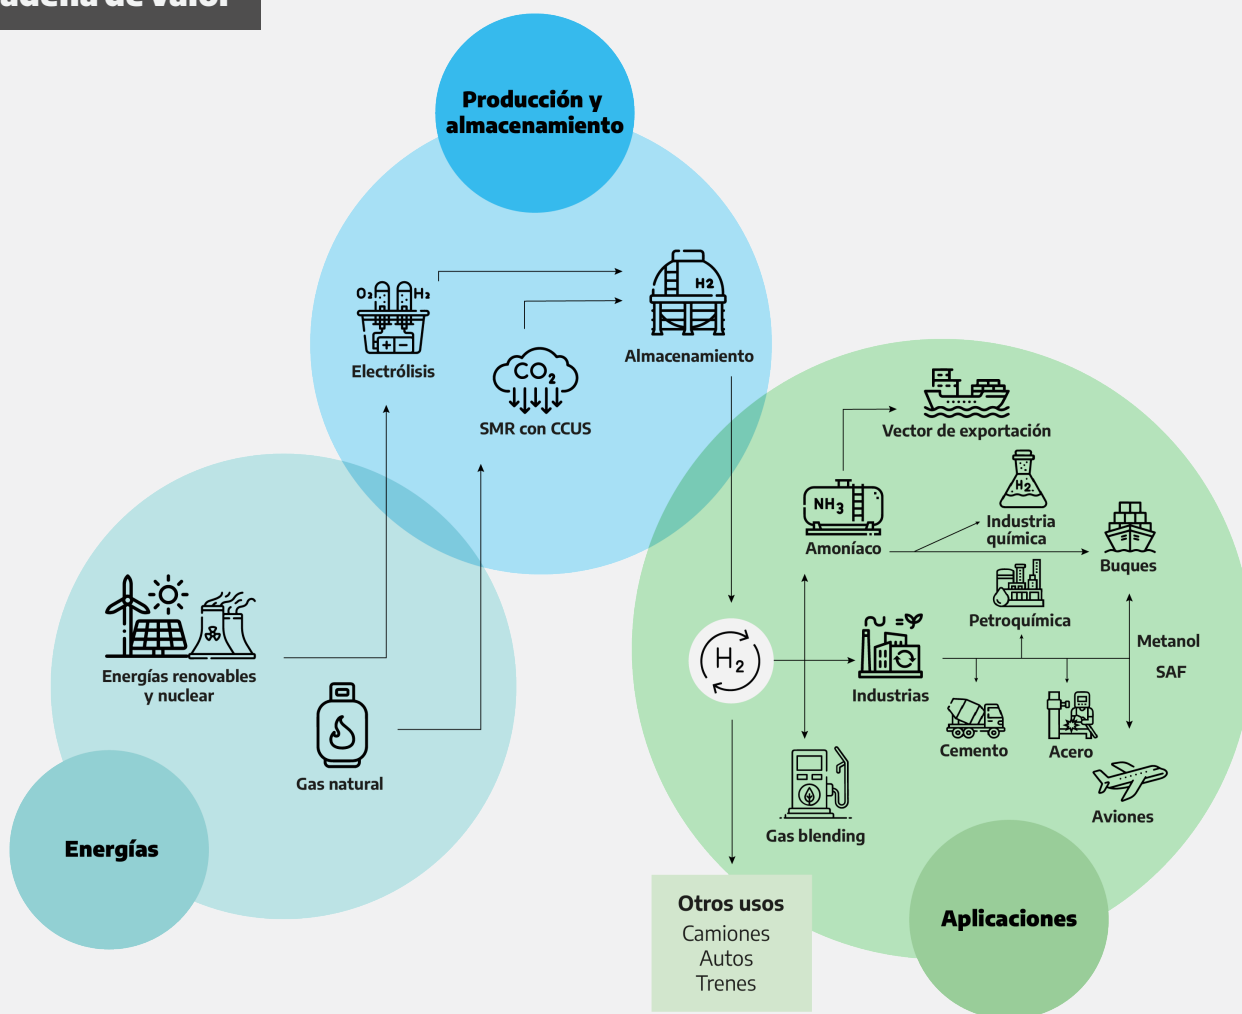 de valor
Producción y
almacenamiento
O₂
H₂
Electrólisis
CO₂
SMR con CCUS
H2
Almacenamiento
Energías renovables
y nuclear
Gas natural
Energías
Vector de exportación
NH₃
Amoníaco
H₂
Industria
química
Buques
Petroquímica
Metanol
SAF
H₂
Industrias
Cemento
Acero
Aviones
Gas blending
Otros usos
Camiones
Autos
Trenes
Aplicaciones